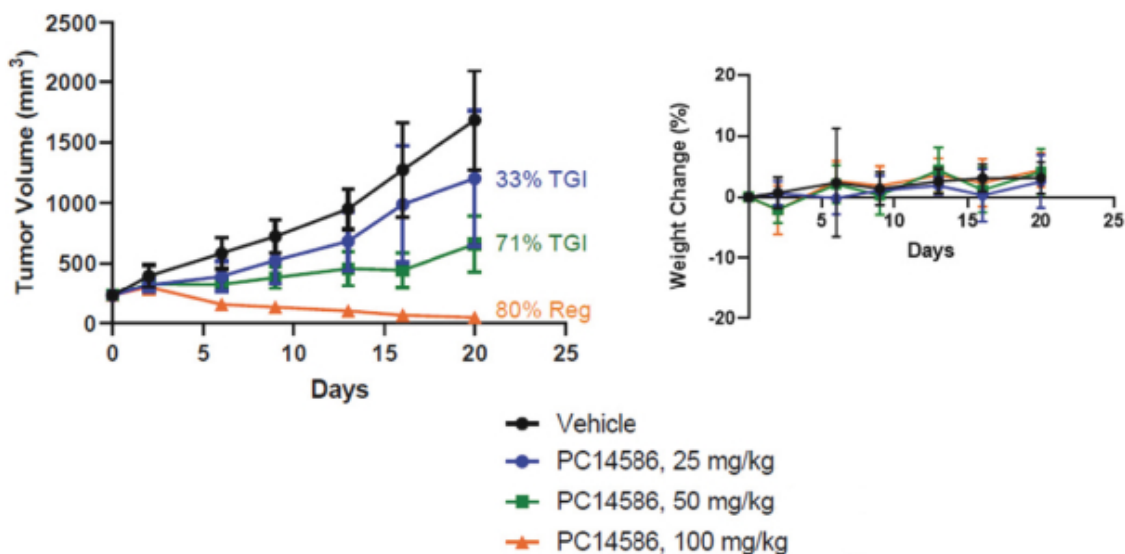 2500
2000
1500
1000
500
0
Tumor Volume (mm³)
0 5 10 15 20 25
Days
33% TGI
71% TGI
80% Reg
20
10
0
-10
-20
Weight Change (%)
5 10 15 20 25
Days
Vehicle
PC14586, 25 mg/kg
PC14586, 50 mg/kg
PC14586, 100 mg/kg